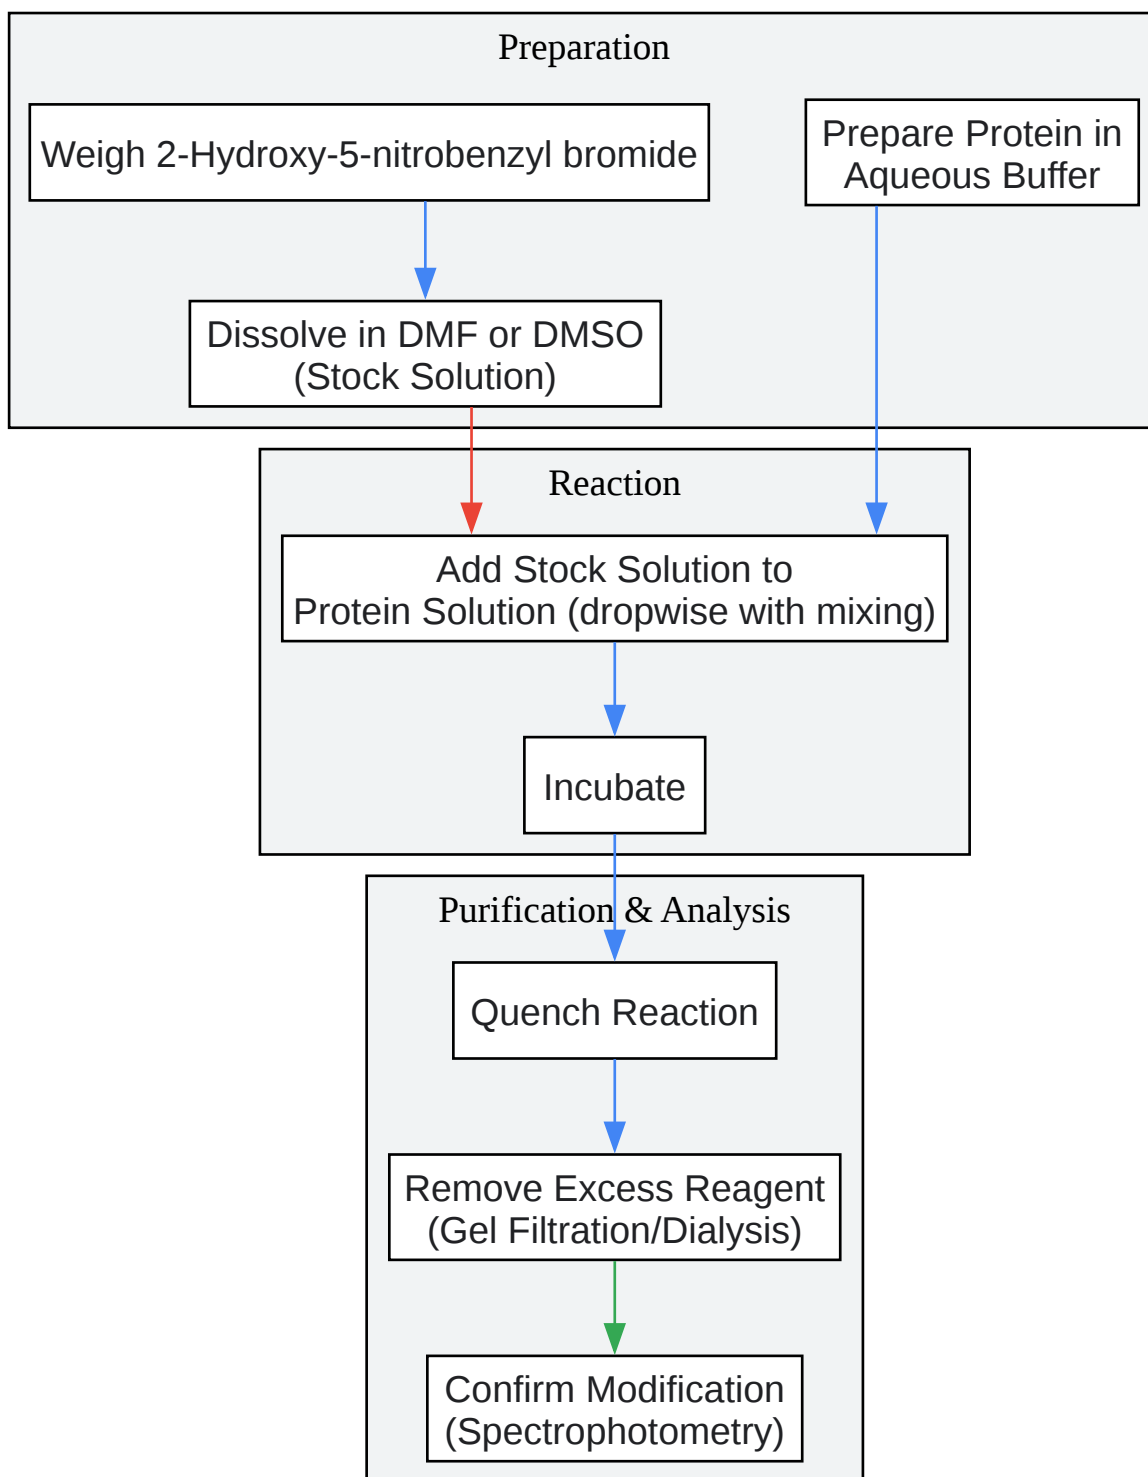 Preparation
Weigh 2-Hydroxy-5-nitrobenzyl bromide
Prepare Protein in
Aqueous Buffer
Dissolve in DMF or DMSO
(Stock Solution)
Reaction
Add Stock Solution to
Protein Solution (dropwise with mixing)
Incubate
Purification & Analysis
Quench Reaction
Remove Excess Reagent
(Gel Filtration/Dialysis)
Confirm Modification
(Spectrophotometry)